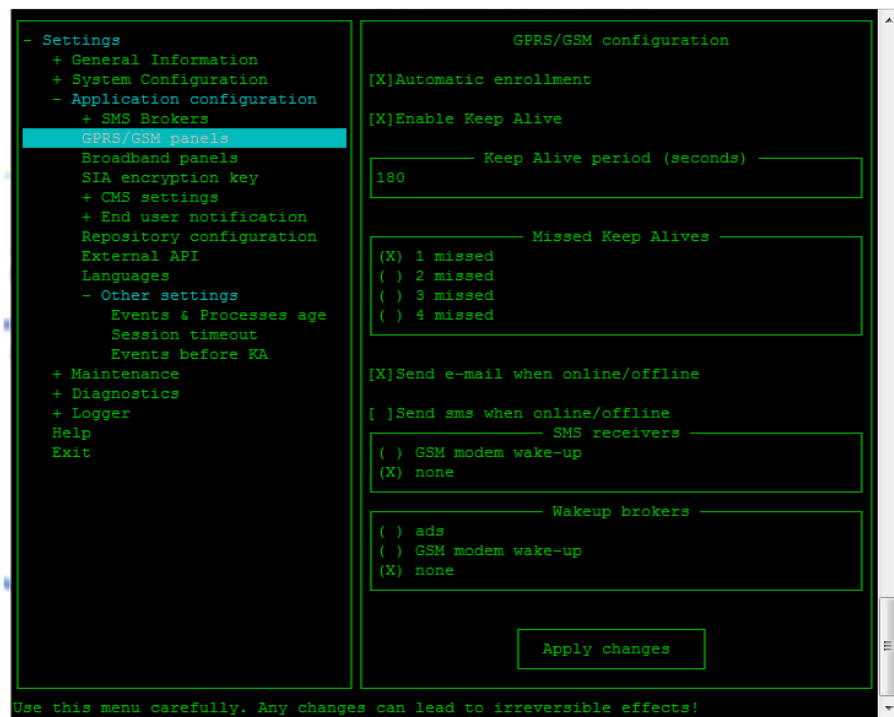 - Settings
+ General Information
+ System Configuration
- Application configuration
+ SMS Brokers
GPRS/GSM panels
Broadband panels
SIA encryption key
+ CMS settings
+ End user notification
Repository configuration
External API
Languages
- Other settings
Events & Processes age
Session timeout
Events before KA
+ Maintenance
+ Diagnostics
+ Logger
Help
Exit
GPRS/GSM configuration
[X]Automatic enrollment
[X]Enable Keep Alive
Keep Alive period (seconds)
180
Missed Keep Alives
(X) 1 missed
( ) 2 missed
( ) 3 missed
( ) 4 missed
[X]Send e-mail when online/offline
[ ]Send sms when online/offline
SMS receivers
( ) GSM modem wake-up
(X) none
Wakeup brokers
( ) ads
( ) GSM modem wake-up
(X) none
Apply changes
Use this menu carefully. Any changes can lead to irreversible effects!